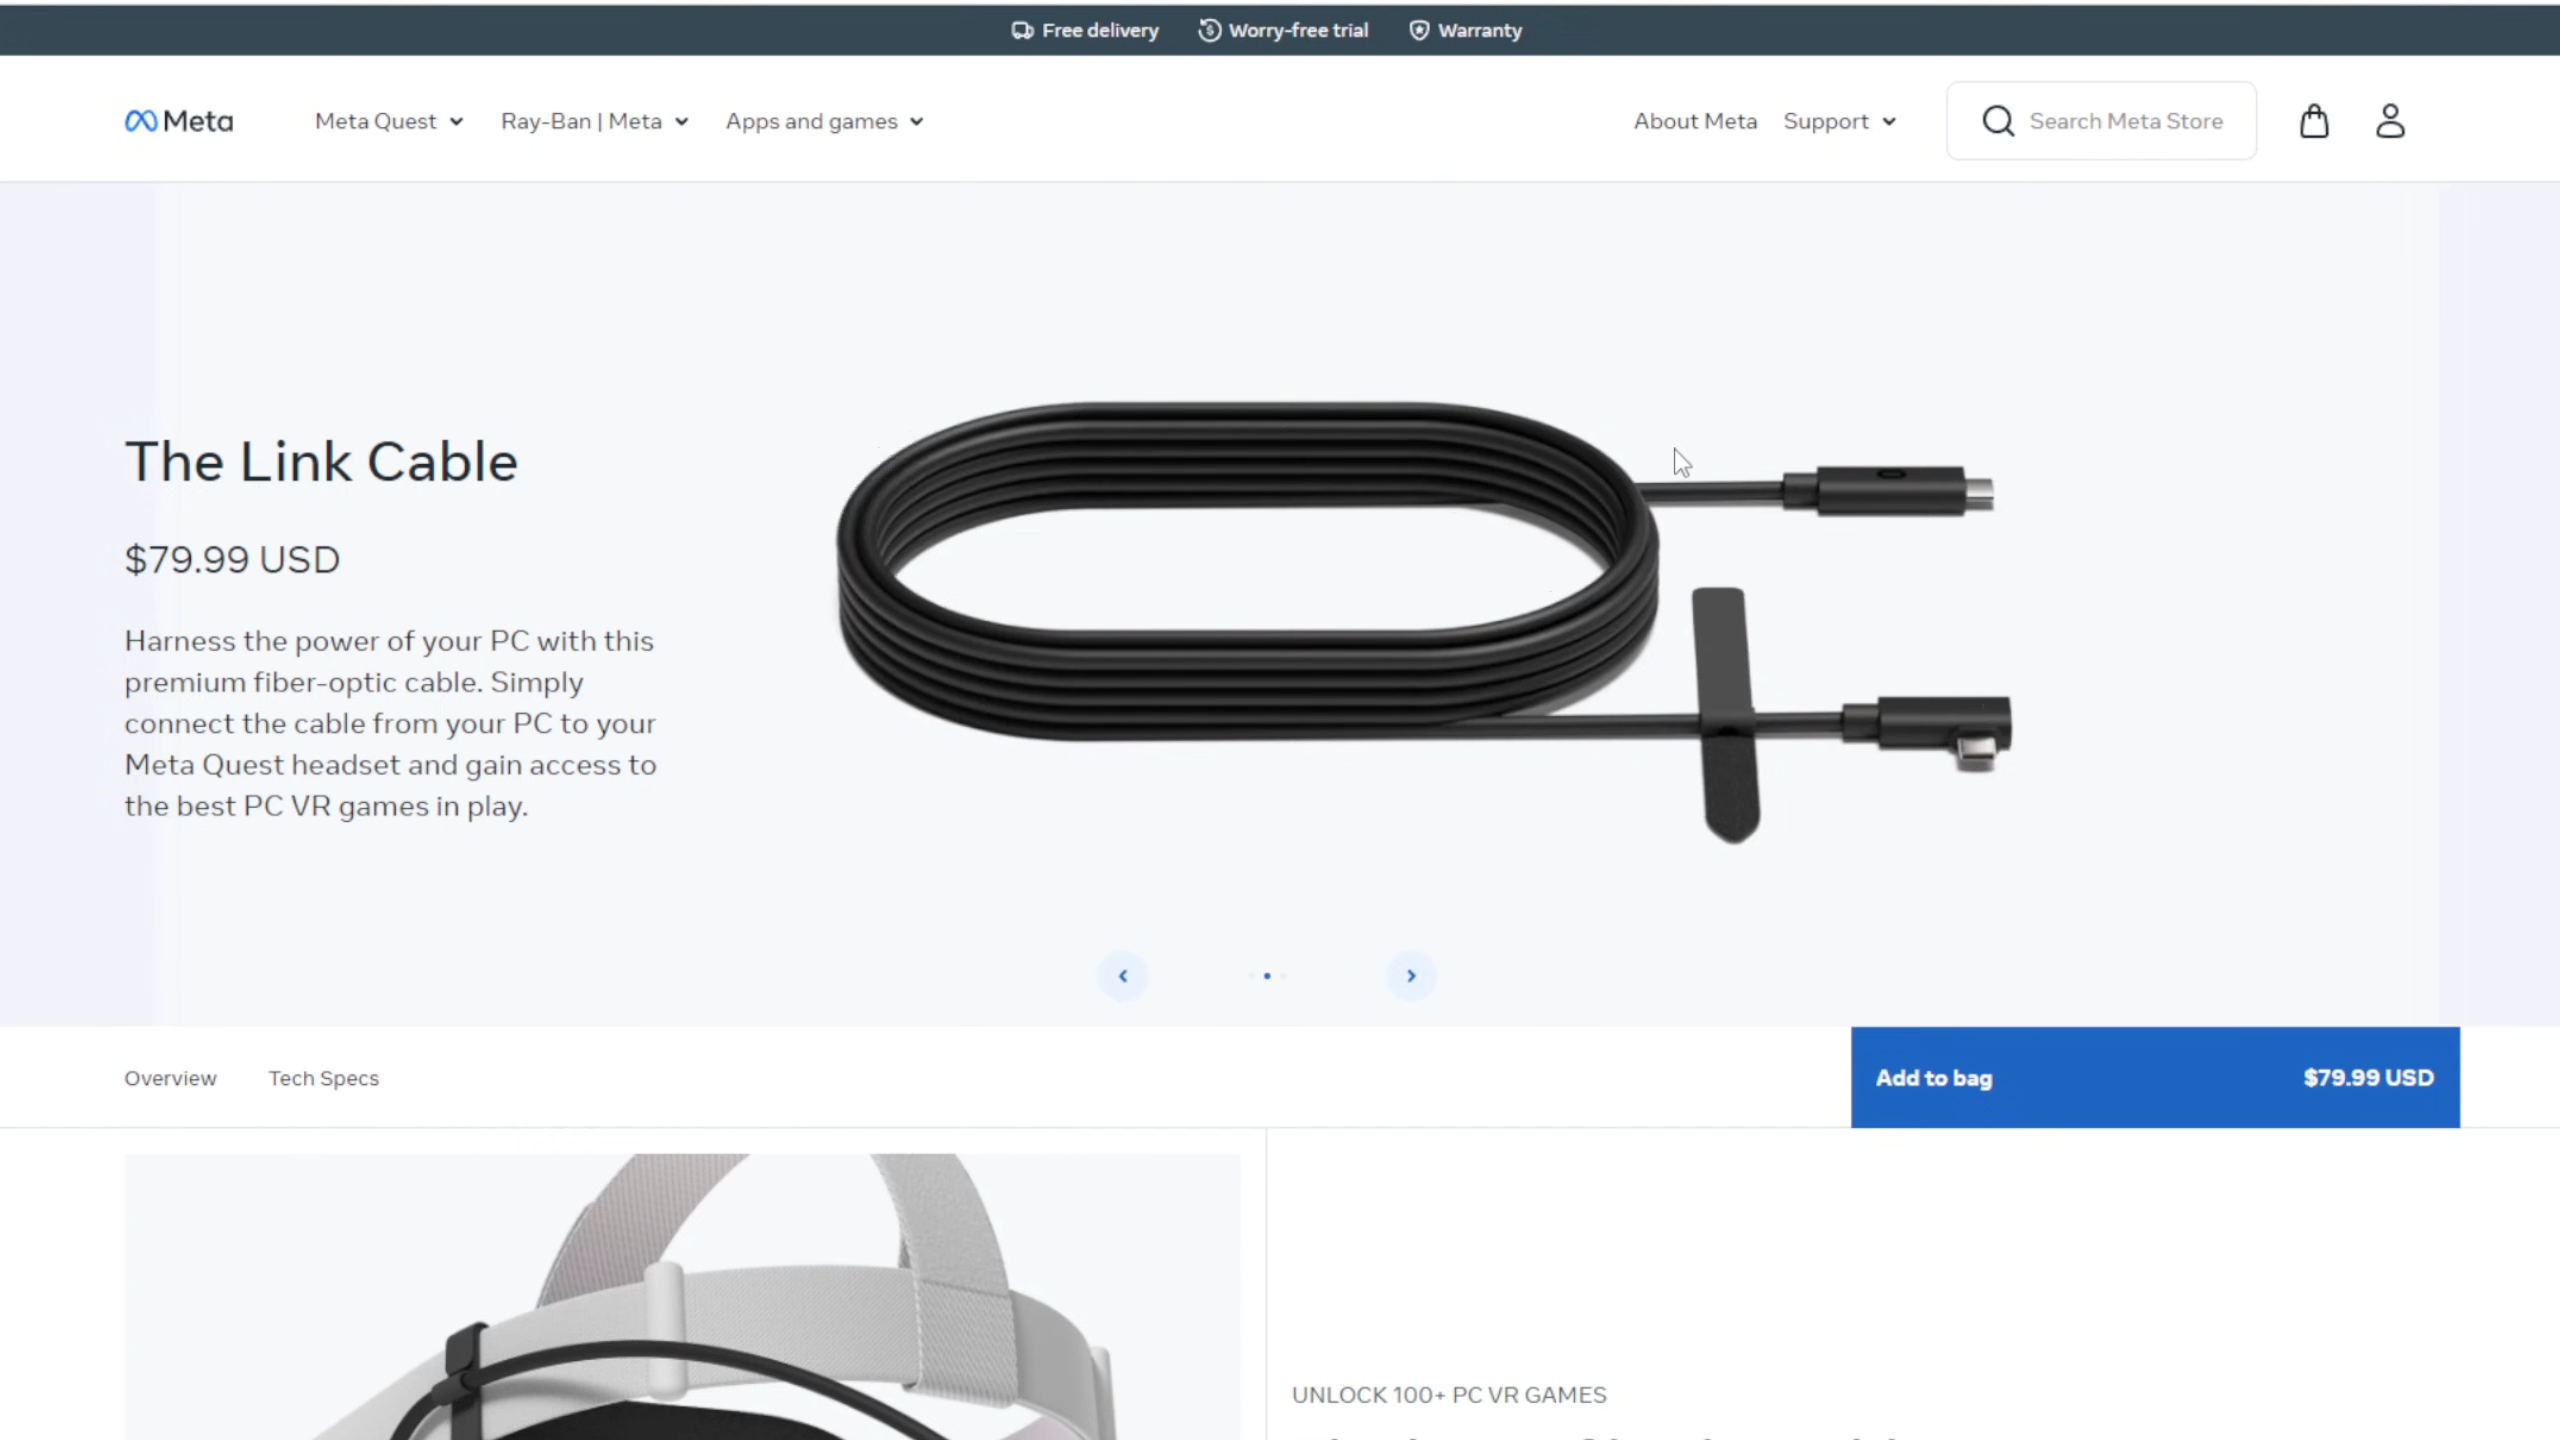 Free delivery
Worry-free trial
Warranty
Meta
Meta Quest
Ray-Ban | Meta
Apps and games
About Meta
Support
Search Meta Store
The Link Cable
$79.99 USD
Harness the power of your PC with this
premium fiber-optic cable. Simply
connect the cable from your PC to your
Meta Quest headset and gain access to
the best PC VR games in play.
Overview
Tech Specs
Add to bag
$79.99 USD
UNLOCK 100+ PC VR GAMES